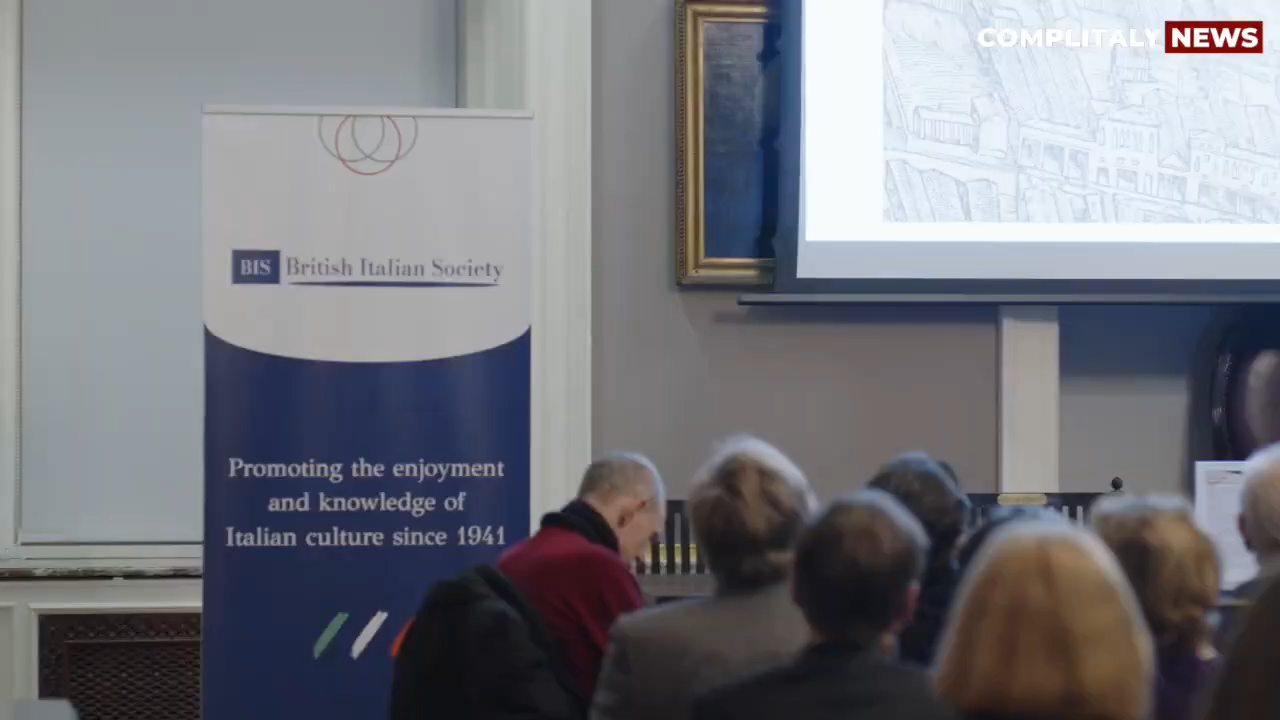 COMPLITALY NEWS
BIS British Italian Society
Promoting the enjoyment
and knowledge of
Italian culture since 1941